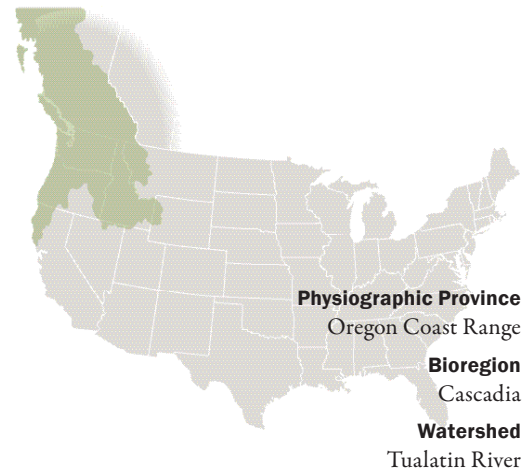 Physiographic Province
Oregon Coast Range
Bioregion
Cascadia
Watershed
Tualatin River